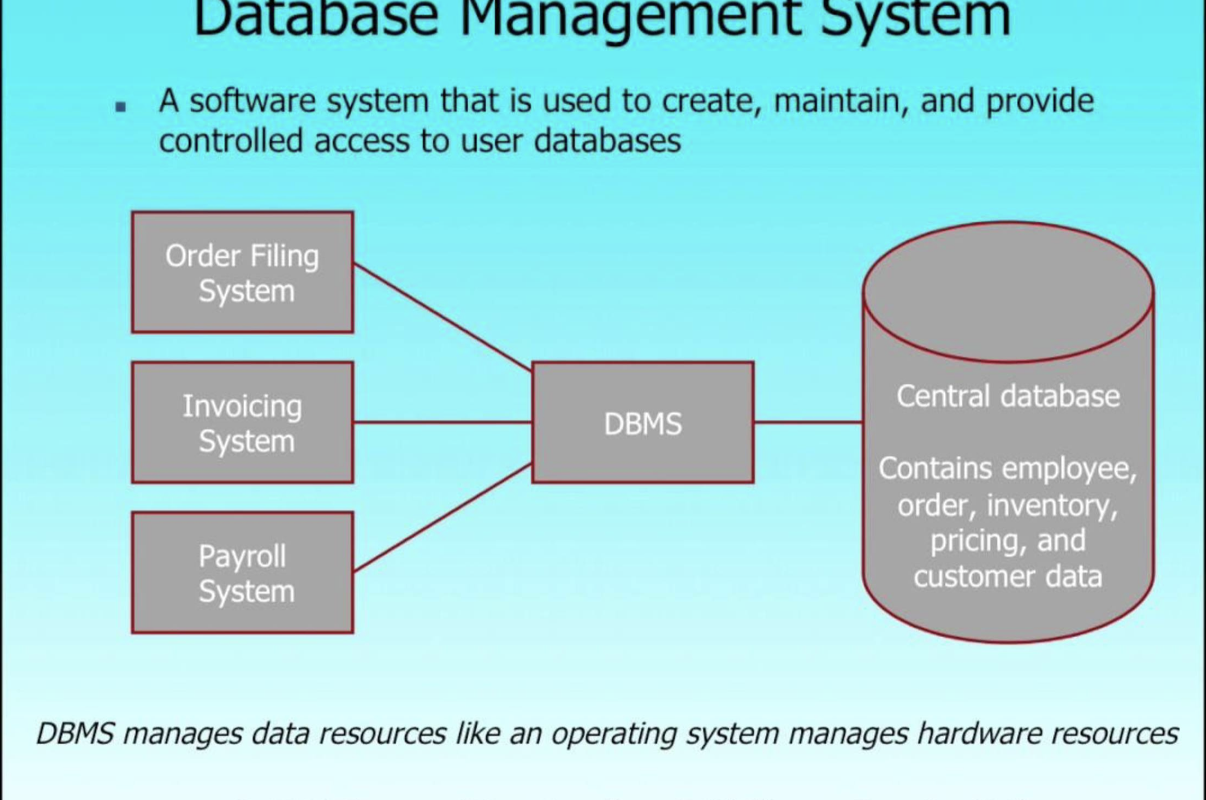 Database Management System
A software system that is used to create, maintain, and provide
controlled access to user databases
Order Filing
System
Invoicing
System
Payroll
System
DBMS
Central database
Contains employee,
order, inventory,
pricing, and
customer data
DBMS manages data resources like an operating system manages hardware resources